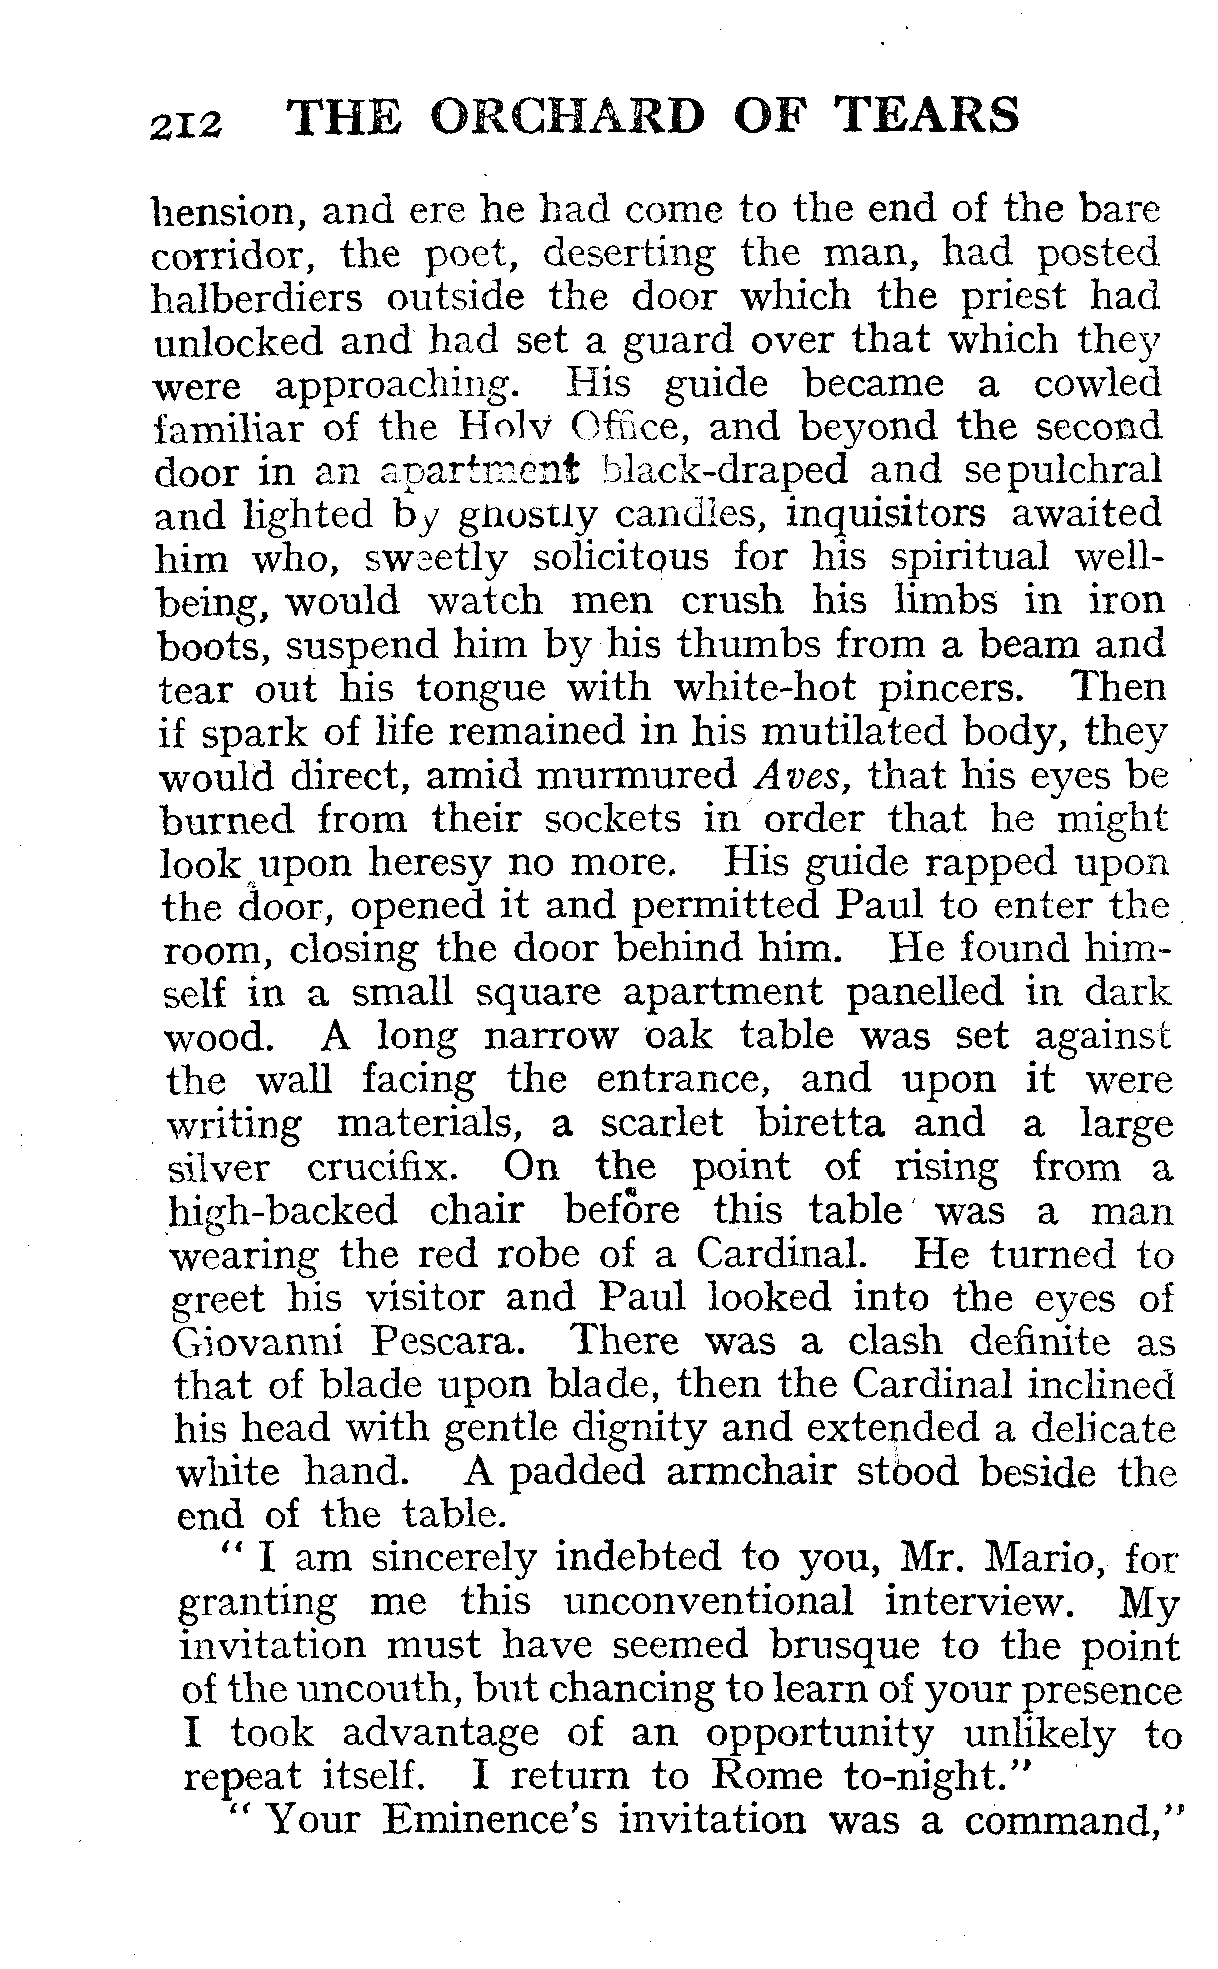 212 THE ORCHARD OF TEARS
hension, and ere he had come to the end of the bare
corridor, the poet, deserting the man, had posted
halberdiers outside the door which the priest had
unlocked and had set a guard over that which they
were approaching. His guide became a cowled
familiar of the Holy Office, and beyond the second
door in an apartment black-draped and sepulchral
and lighted by ghostly candles, inquisitors awaited
him who, sweetly solicitous for his spiritual well-
being, would watch men crush his limbs in iron
boots, suspend him by his thumbs from a beam and
tear out his tongue with white-hot pincers. Then
if spark of life remained in his mutilated body, they
would direct, amid murmured Aves, that his eyes be
burned from their sockets in order that he might
look upon heresy no more. His guide rapped upon
the door, opened it and permitted Paul to enter the
room, closing the door behind him. He found him-
self in a small square apartment panelled in dark
wood. A long narrow oak table was set against
the wall facing the entrance, and upon it were
writing materials, a scarlet biretta and a large
silver crucifix. On the point of rising from a
high-backed chair before this table was a man
wearing the red robe of a Cardinal. He turned to
greet his visitor and Paul looked into the eyes of
Giovanni Pescara. There was a clash definite as
that of blade upon blade, then the Cardinal inclined
his head with gentle dignity and extended a delicate
white hand. A padded armchair stood beside the
end of the table.
" I am sincerely indebted to you, Mr. Mario, for
granting me this unconventional interview. My
invitation must have seemed brusque to the point
of the uncouth, but chancing to learn of your presence
I took advantage of an opportunity unlikely to
repeat itself. I return to Rome to-night."
" Your Eminence's invitation was a command,"